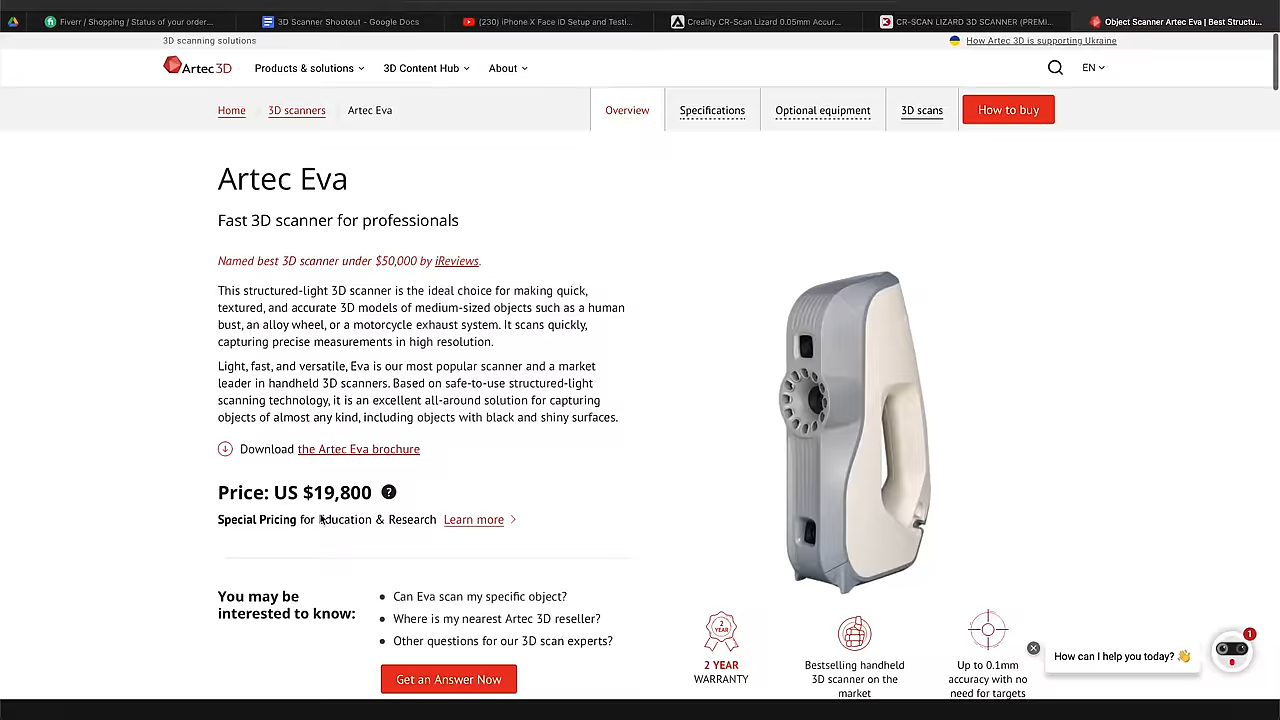 Fiverr / Shopping / Status of your order...
3D Scanner Shootout - Google Docs
(230) iPhone X Face ID Setup and Testi...
Creality CR-Scan Lizard 0.05mm Accur...
CR-SCAN LIZARD 3D SCANNER (PREMI...
Object Scanner Artec Eva | Best Structu...
3D scanning solutions
How Artec 3D is supporting Ukraine
Artec3D
Products & solutions
3D Content Hub
About
EN
Home
3D scanners
Artec Eva
Overview
Specifications
Optional equipment
3D scans
How to buy
Artec Eva
Fast 3D scanner for professionals
Named best 3D scanner under $50,000 by iReviews.
This structured-light 3D scanner is the ideal choice for making quick,
textured, and accurate 3D models of medium-sized objects such as a human
bust, an alloy wheel, or a motorcycle exhaust system. It scans quickly,
capturing precise measurements in high resolution.
Light, fast, and versatile, Eva is our most popular scanner and a market
leader in handheld 3D scanners. Based on safe-to-use structured-light
scanning technology, it is an excellent all-around solution for capturing
objects of almost any kind, including objects with black and shiny surfaces.
Download the Artec Eva brochure
Price: US $19,800 ?
Special Pricing for Education & Research Learn more
You may be
interested to know:
• Can Eva scan my specific object?
• Where is my nearest Artec 3D reseller?
• Other questions for our 3D scan experts?
Get an Answer Now
2
YEAR
2 YEAR
WARRANTY
Bestselling handheld
3D scanner on the
market
Up to 0.1mm
accuracy with no
need for targets
How can I help you today? 👋
1